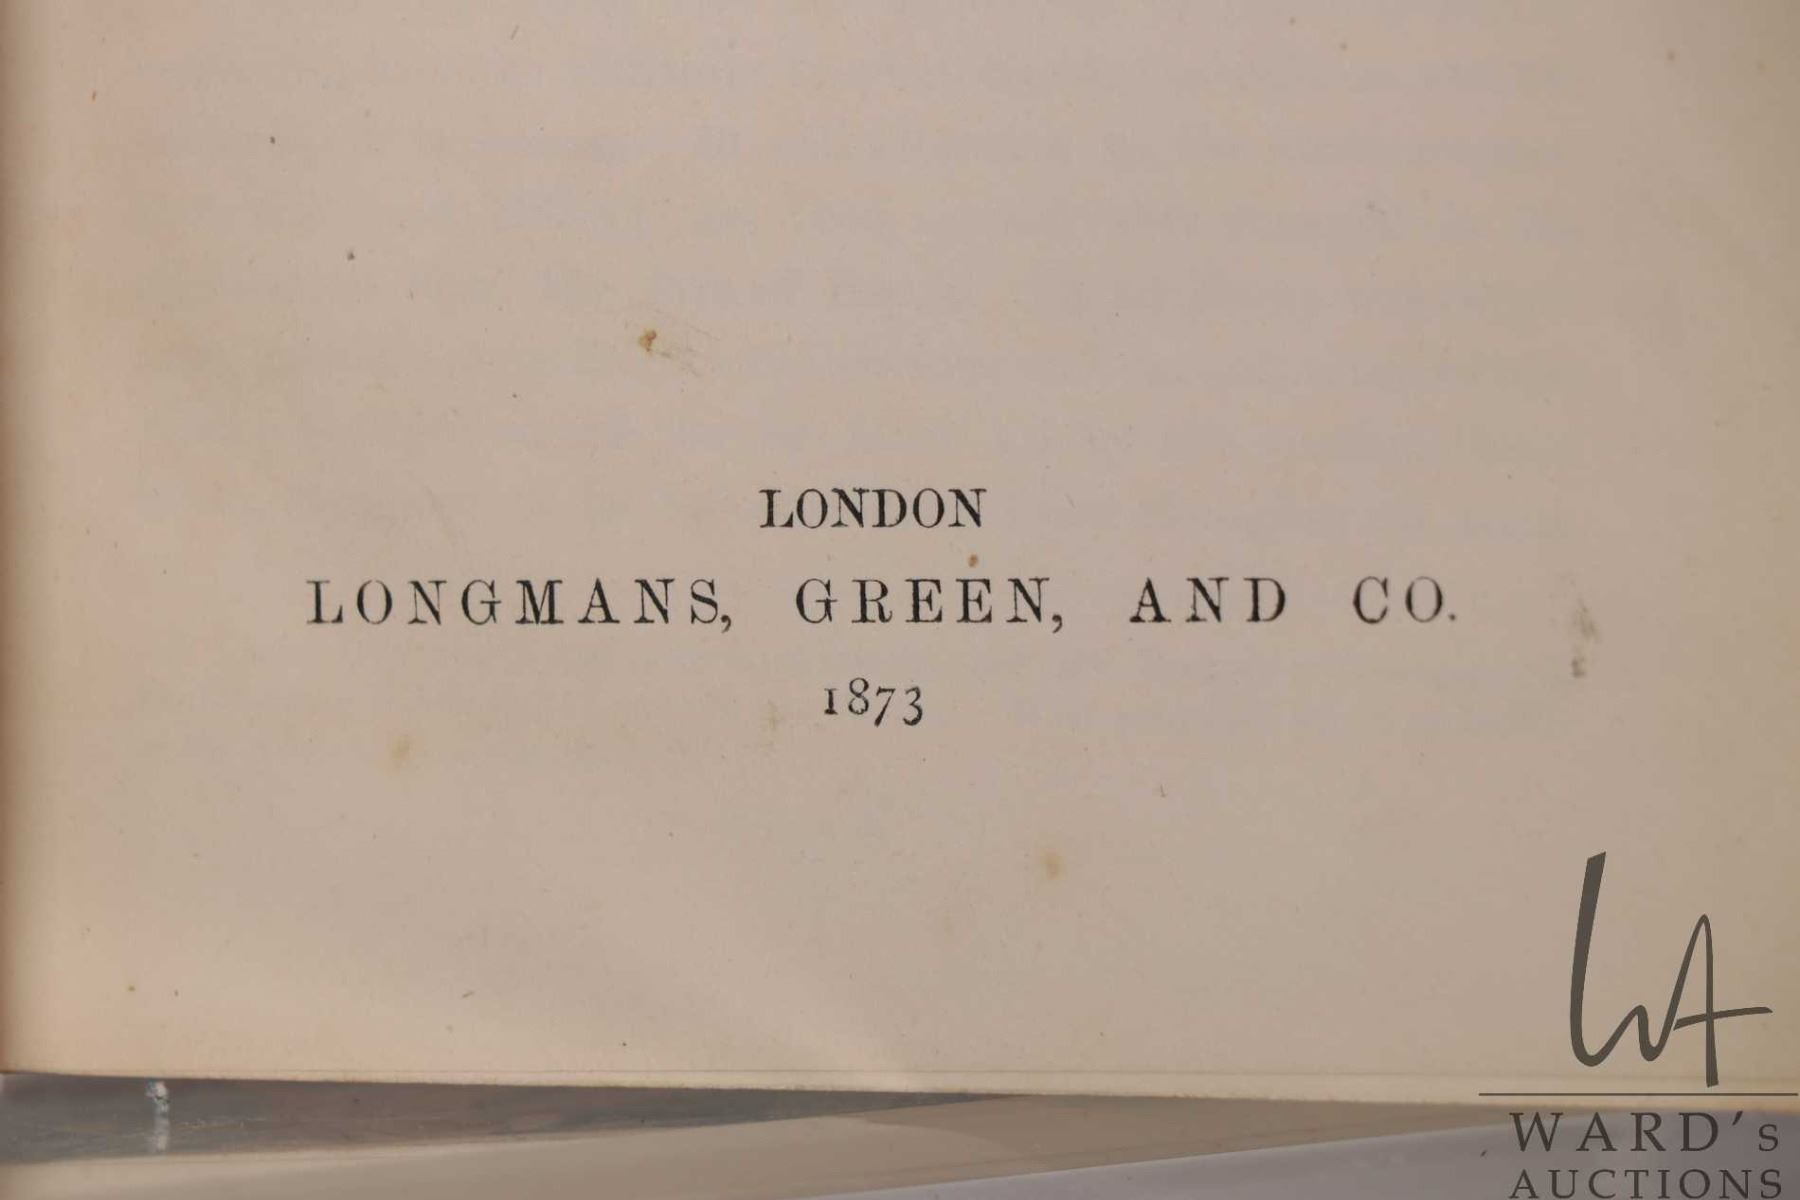 LONDON
LONGMANS, GREEN, AND CO.
1873
WARD's
AUCTIONS